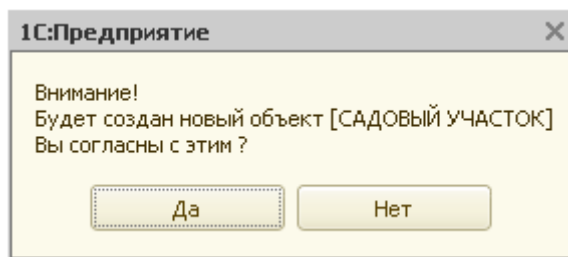 1С:Предприятие
Внимание!
Будет создан новый объект [САДОВЫЙ УЧАСТОК]
Вы согласны с этим ?
Да
Нет